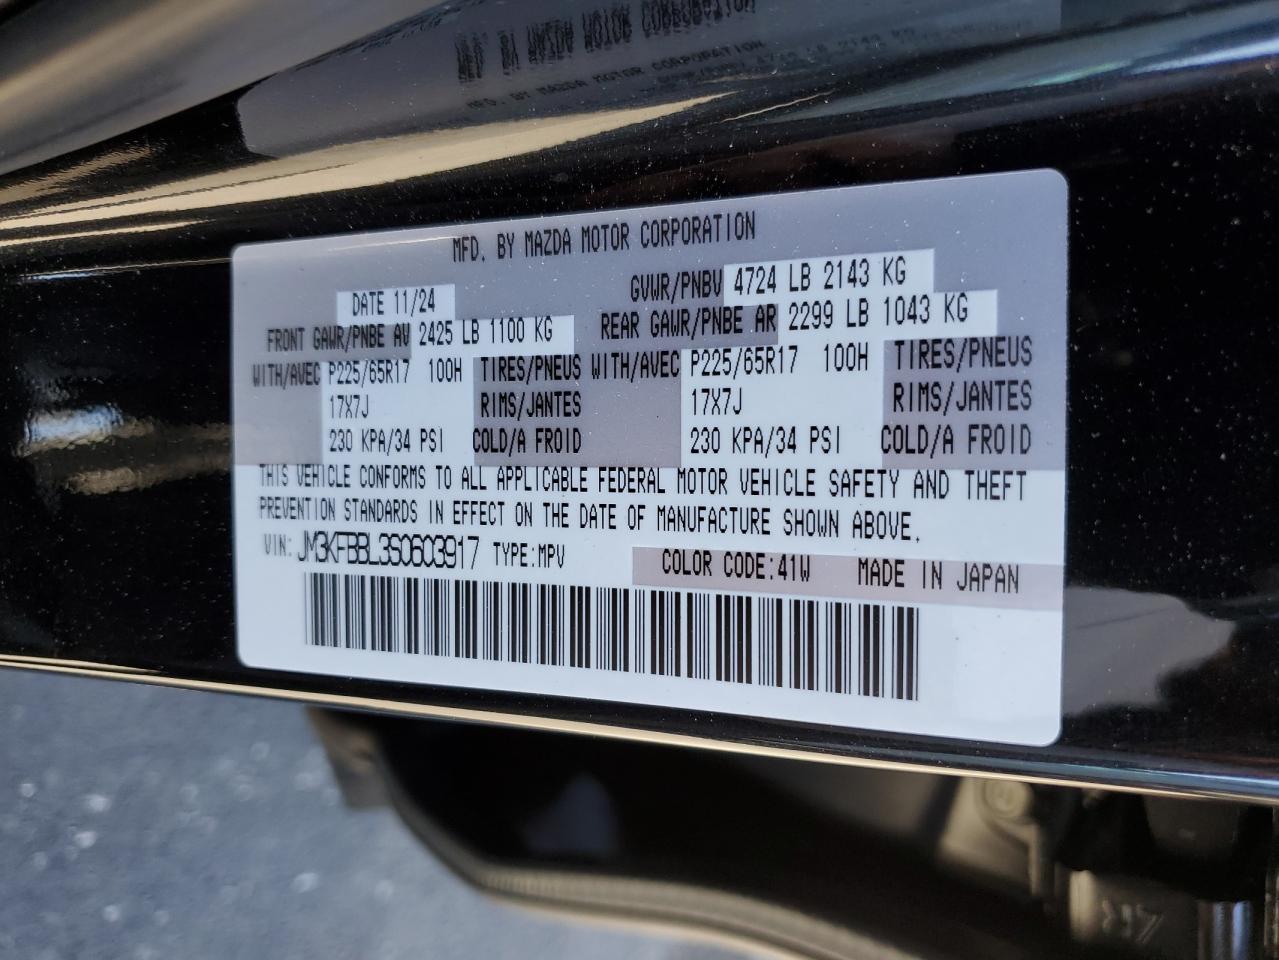 MFD. BY MAZDA MOTOR CORPORATION
DATE 11/24 GVWR/PNBV 4724 LB 2143 KG
FRONT GAWR/PNBE AV 2425 LB 1100 KG REAR GAWR/PNBE AR 2299 LB 1043 KG
WITH/AVEC P225/65R17 100H TIRES/PNEUS WITH/AVEC P225/65R17 100H TIRES/PNEUS
17X7J RIMS/JANTES 17X7J RIMS/JANTES
230 KPA/34 PSI COLD/A FROID 230 KPA/34 PSI COLD/A FROID
THIS VEHICLE CONFORMS TO ALL APPLICABLE FEDERAL MOTOR VEHICLE SAFETY AND THEFT
PREVENTION STANDARDS IN EFFECT ON THE DATE OF MANUFACTURE SHOWN ABOVE.
VIN: JM3KFBBL3S0603917 TYPE:MPV COLOR CODE:41W MADE IN JAPAN